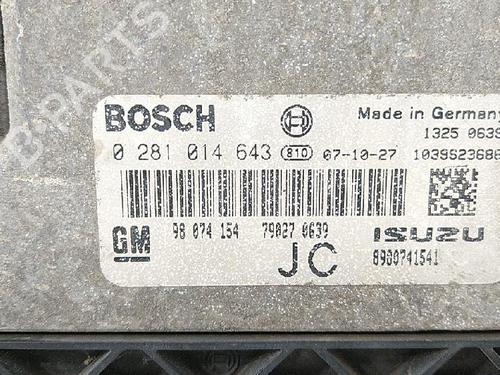 BOSCH
Made in Germany
1325 0639
0 281 014 643 810 07-10-27 1039S23686
GM 98 074 154 79027 0639 ISUZU
JC 8980741541
PARTS